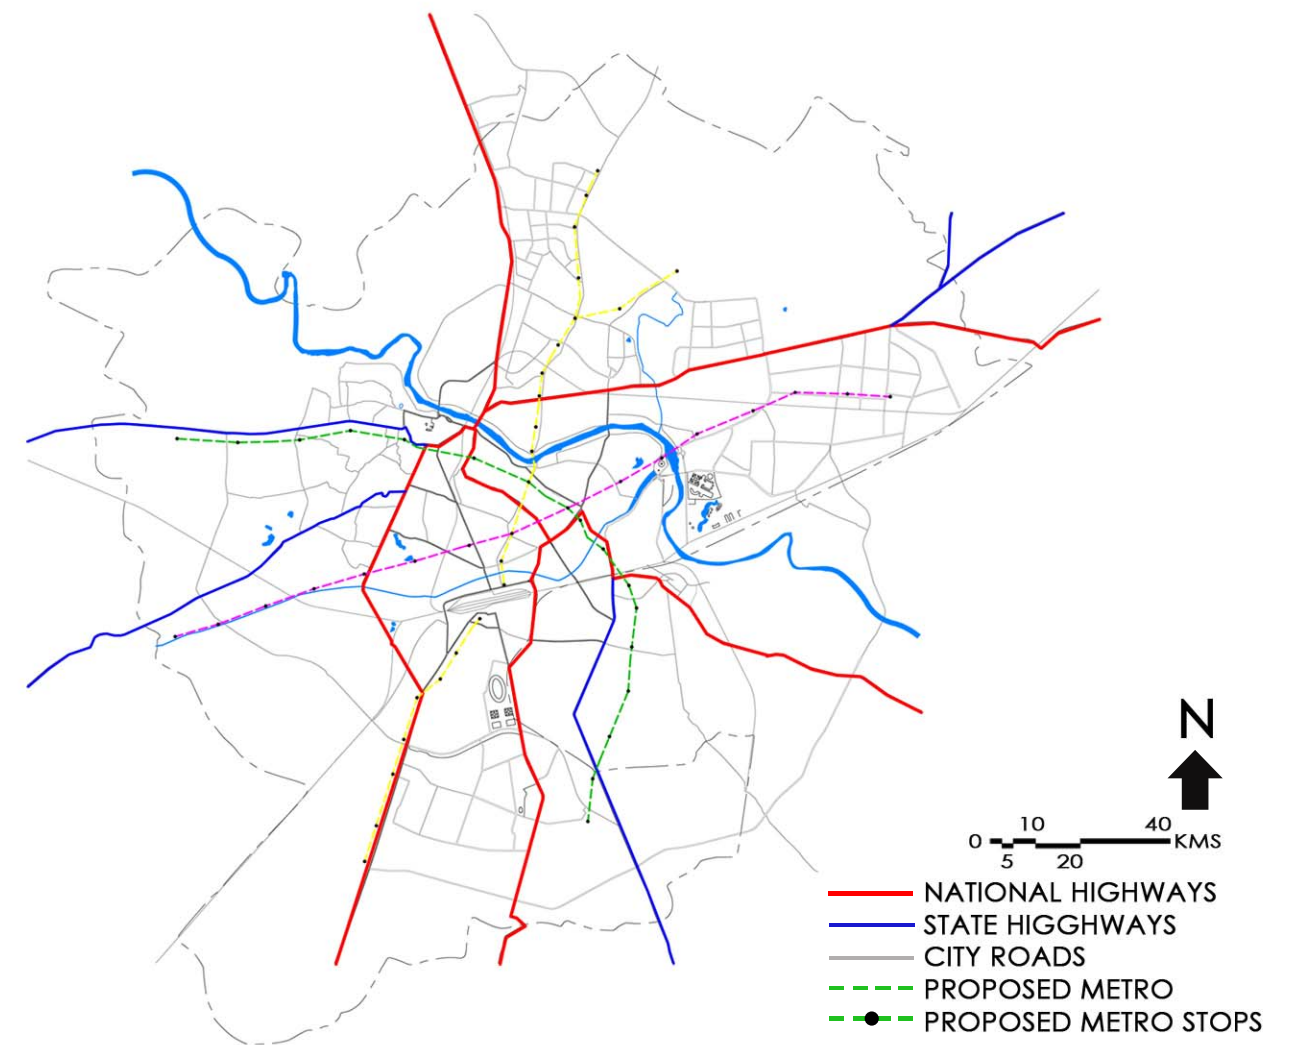 N
10 40
0 KMS
5 20
NATIONAL HIGHWAYS
STATE HIGGHWAYS
CITY ROADS
PROPOSED METRO
PROPOSED METRO STOPS